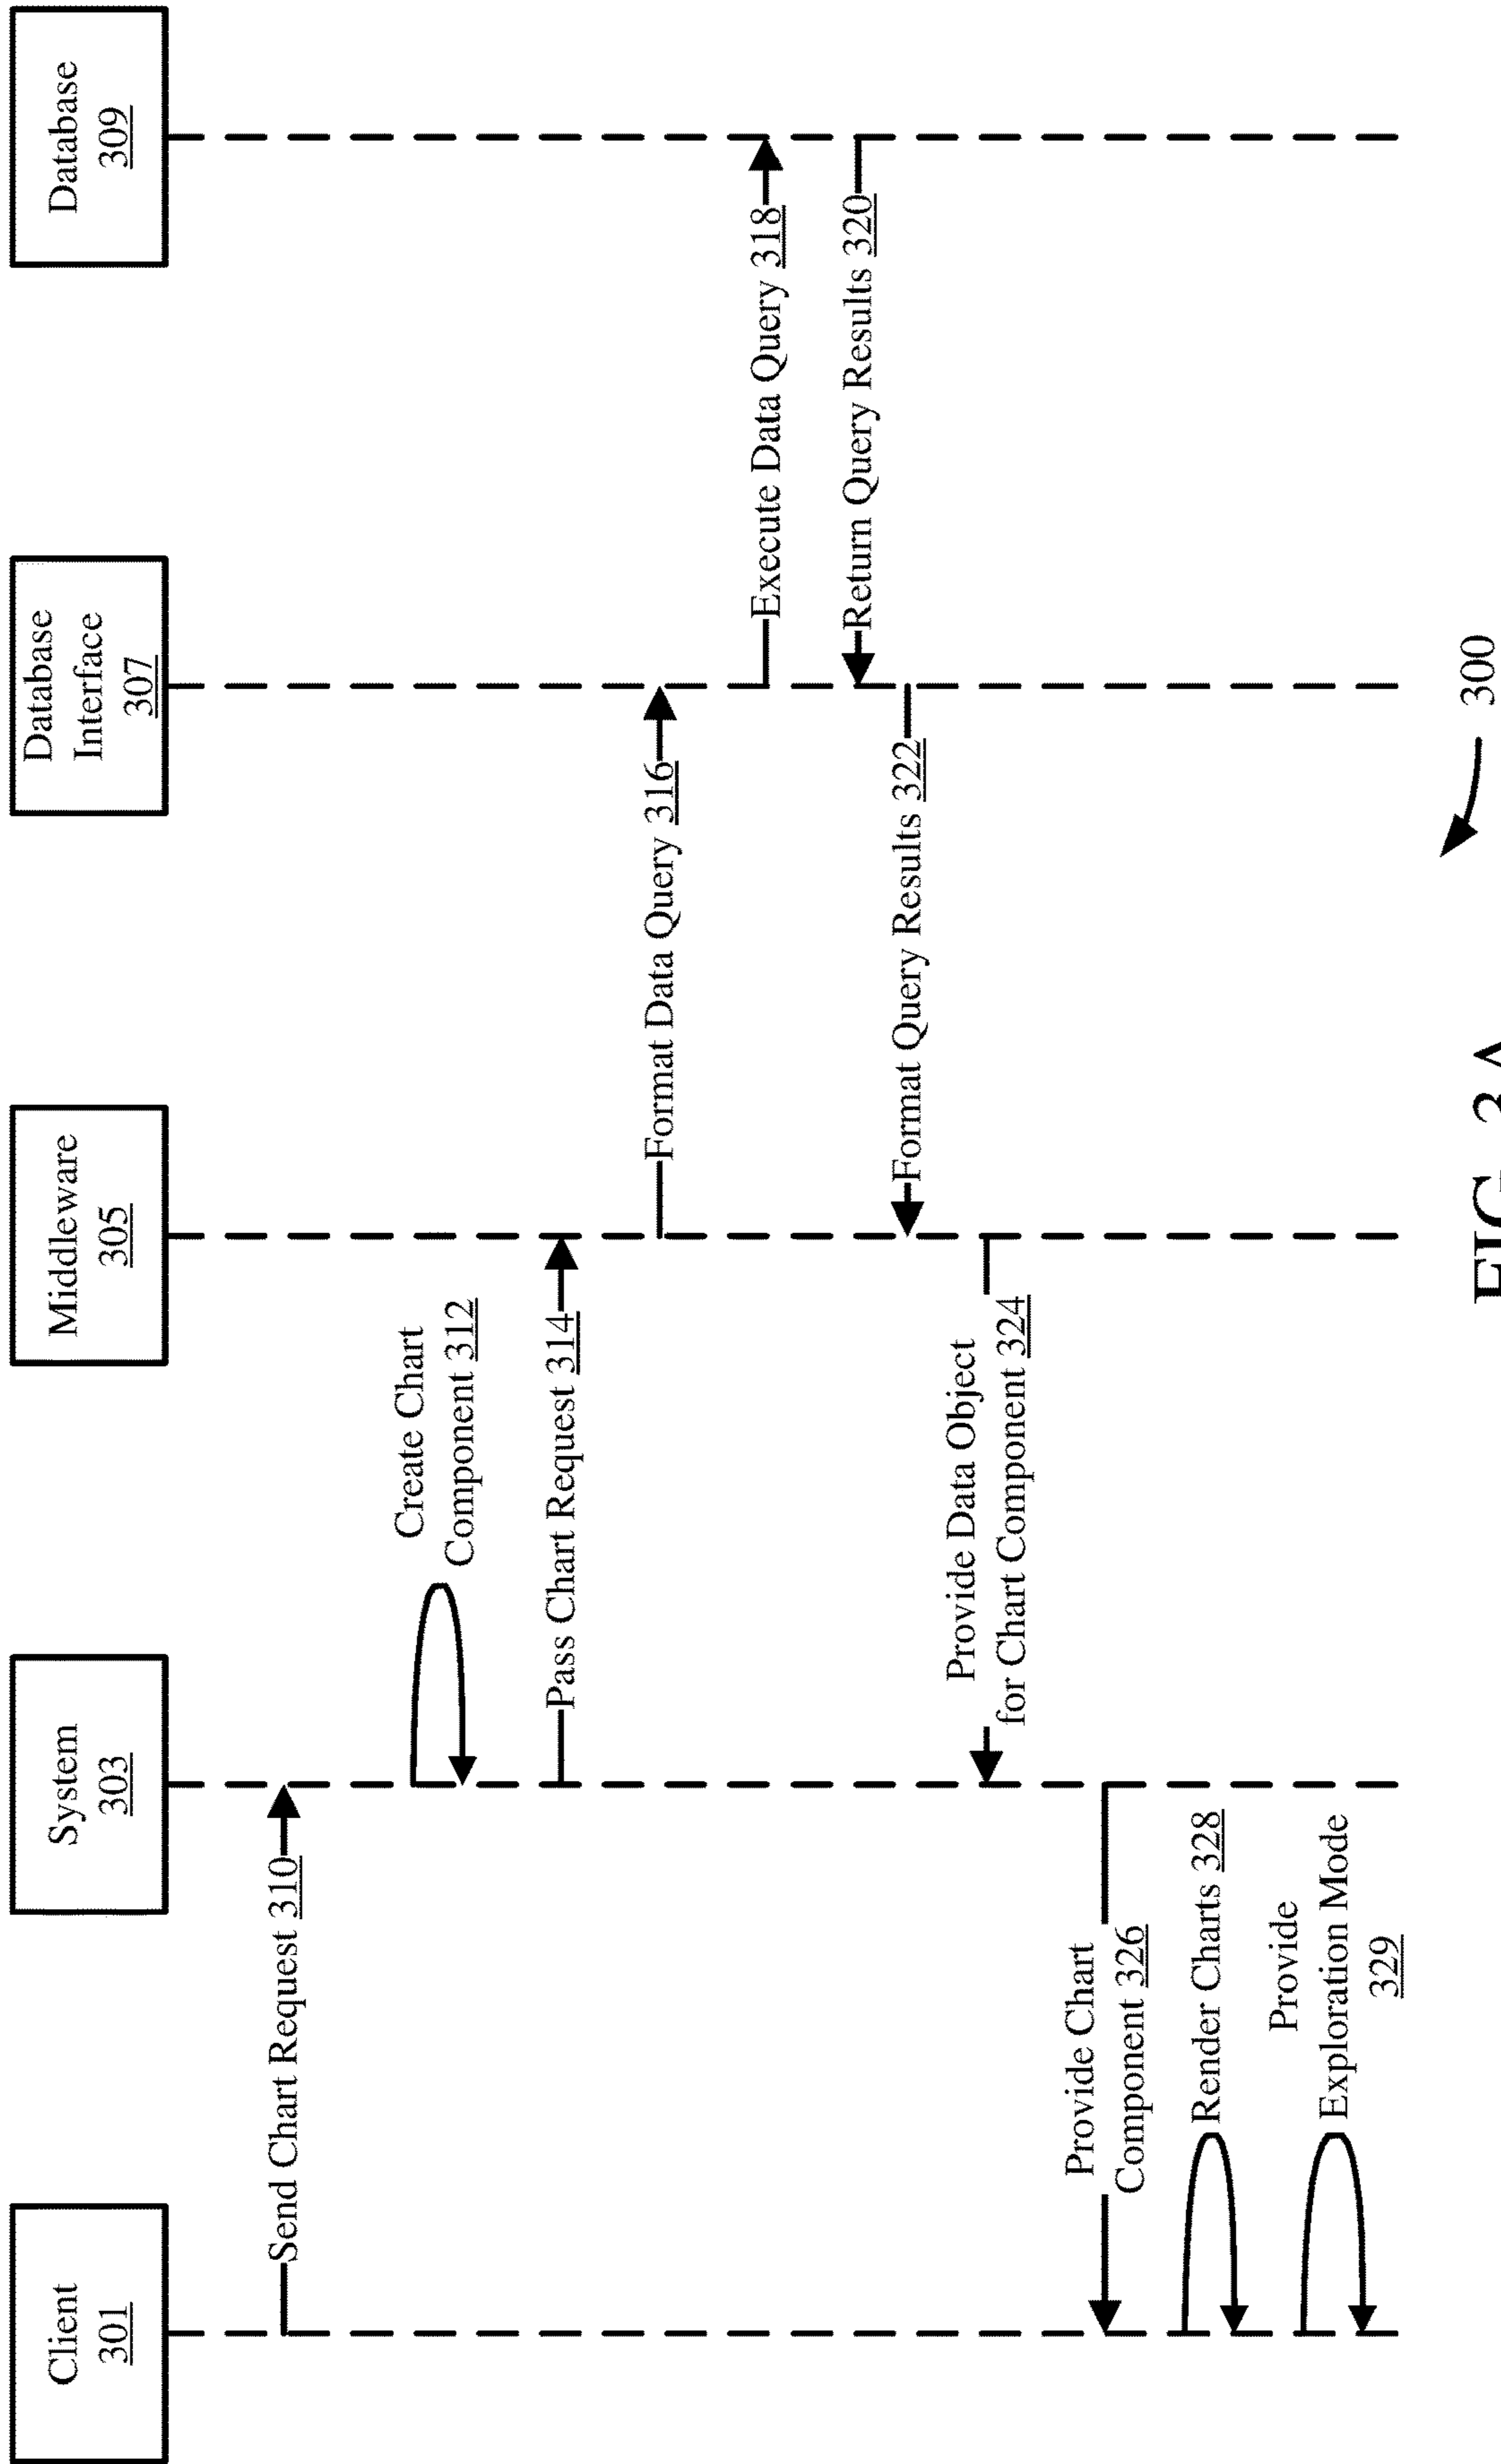 Client
301
System
303
Middleware
305
Database
Interface
307
Database
309
Send Chart Request 310
Create Chart
Component 312
Pass Chart Request 314
Format Data Query 316
Execute Data Query 318
Return Query Results 320
Format Query Results 322
Provide Data Object
for Chart Component 324
Provide Chart
Component 326
Render Charts 328
Provide
Exploration Mode
329
300
FIG. 3A